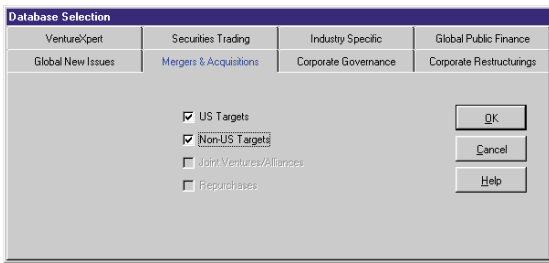 Database Selection
VentureXpert Securities Trading Industry Specific Global Public Finance
Global New Issues Mergers & Acquisitions Corporate Governance Corporate Restructurings
US Targets
Non-US Targets
Joint Ventures/Alliances
Repurchases
OK
Cancel
Help